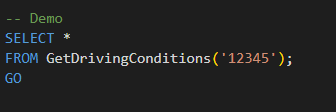 -- Demo
SELECT *
FROM GetDrivingConditions('12345');
GO